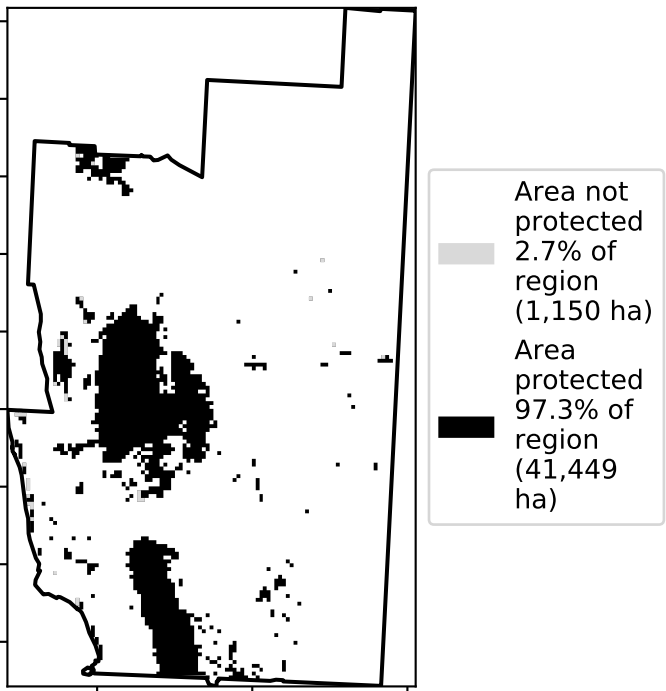 Area not
protected
2.7% of
region
(1,150 ha)
Area
protected
97.3% of
region
(41,449
ha)